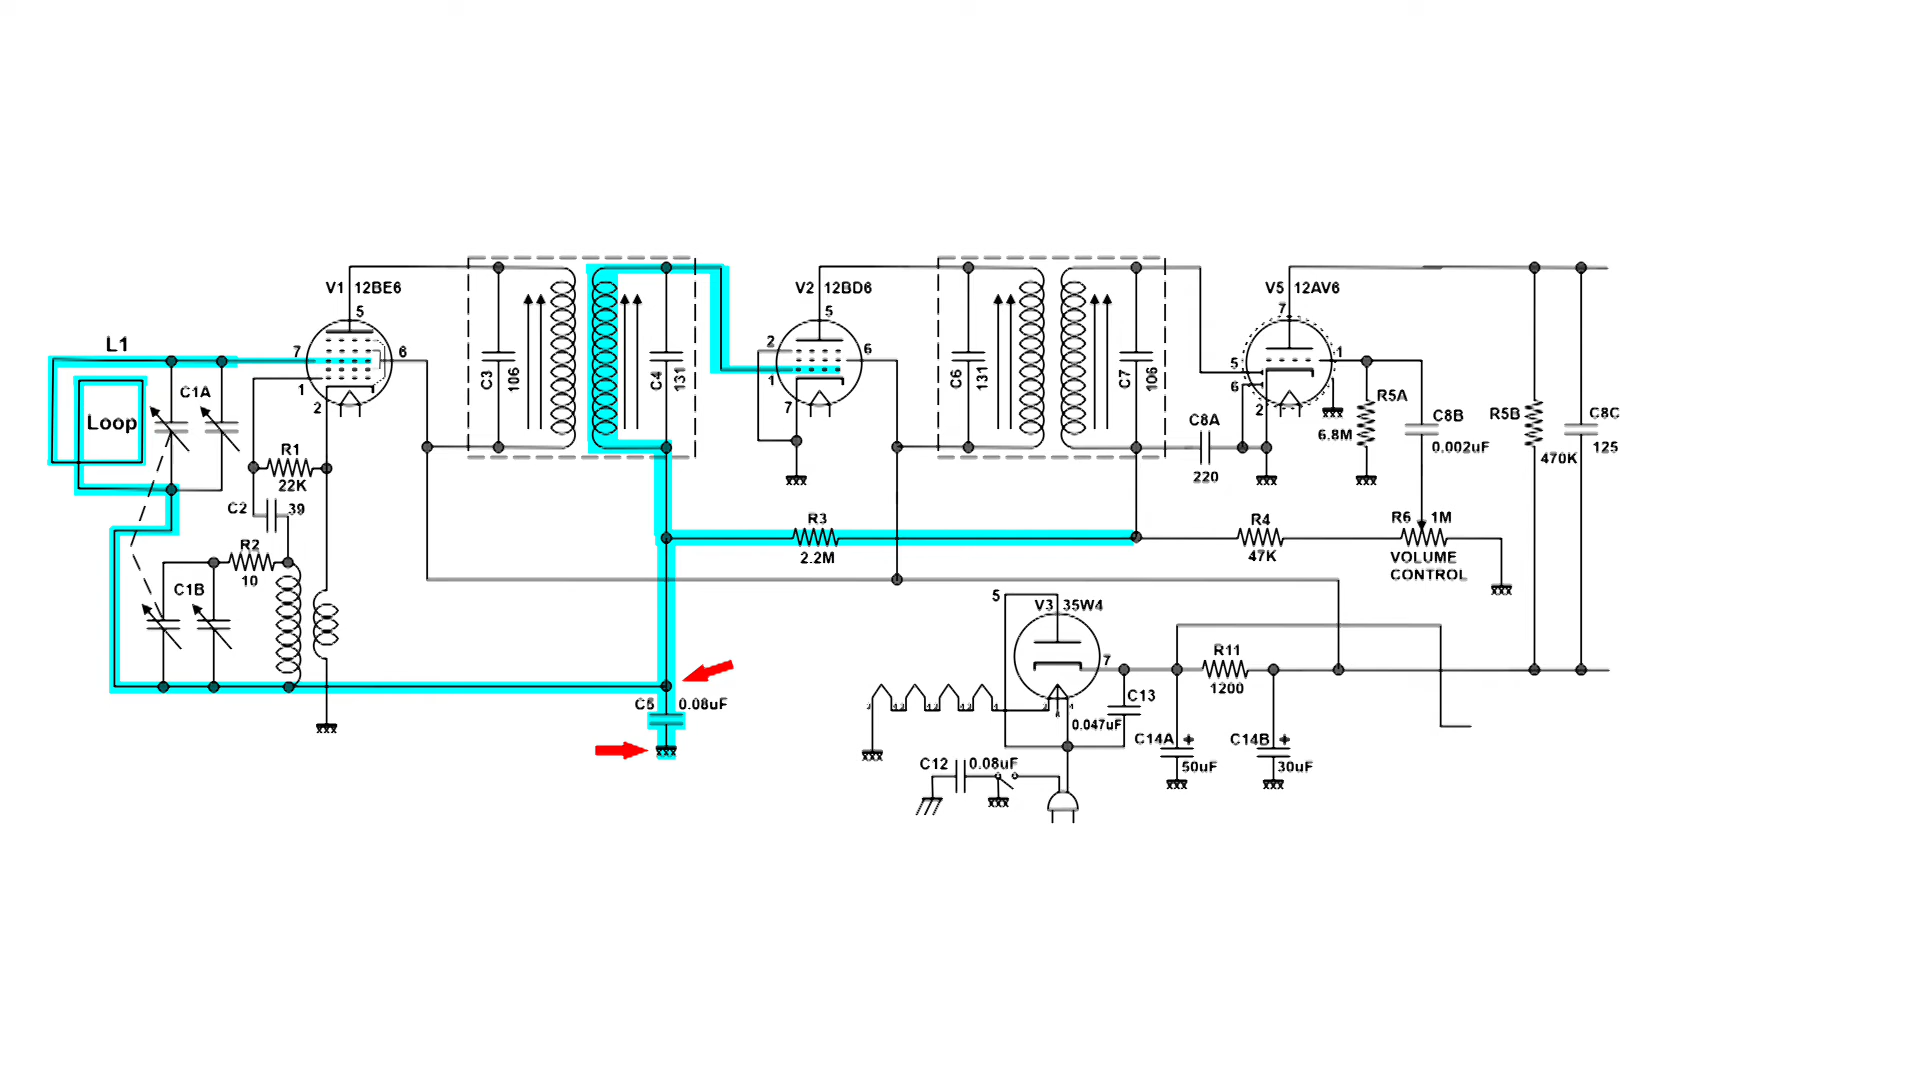 V1 12BE6
5
7
6
1
2
L1
Loop
C1A
R1
22K
C2
39
R2
10
C1B
C3
106
C4
131
V2 12BD6
5
2
6
1
7
C6
131
C7
106
V5 12AV6
7
1
5
6
2
C8A
220
R5A
6.8M
C8B
0.002uF
R5B
470K
C8C
125
R3
2.2M
R4
47K
R6 1M
VOLUME
CONTROL
5
V3 35W4
7
R11
1200
C13
0.047uF
C14A +
50uF
C14B +
30uF
C12
0.08uF
C5
0.08uF